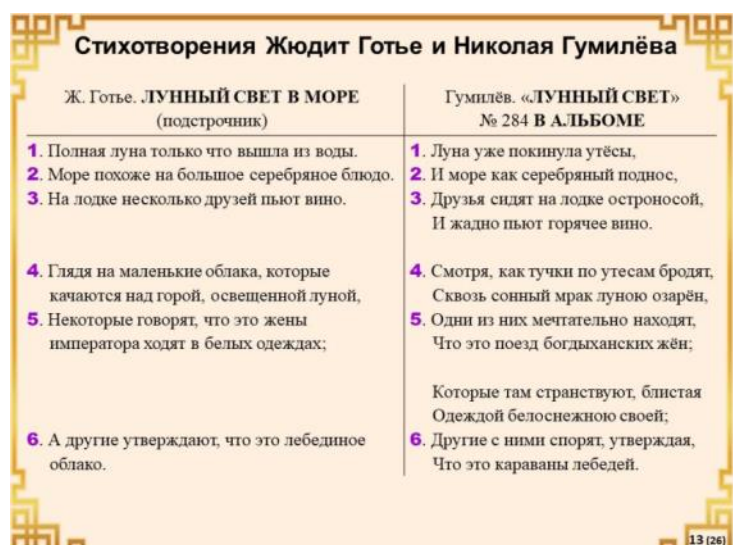 Стихотворения Жюдит Готье и Николая Гумилёва
Ж. Готье. ЛУННЫЙ СВЕТ В МОРЕ
(подстрочник)
1. Полная луна только что вышла из воды.
2. Море похоже на большое серебряное блюдо.
3. На лодке несколько друзей пьют вино.
4. Глядя на маленькие облака, которые
качаются над горой, освещенной луной,
5. Некоторые говорят, что это жены
императора ходят в белых одеждах;
6. А другие утверждают, что это лебединое
облако.
Гумилёв. «ЛУННЫЙ СВЕТ»
№ 284 В АЛЬБОМЕ
1. Луна уже покинула утёсы,
2. И море как серебряный поднос,
3. Друзья сидят на лодке остроносой,
И жадно пьют горячее вино.
4. Смотря, как тучки по утесам бродят,
Сквозь сонный мрак луною озарён,
5. Одни из них мечтательно находят,
Что это поезд богдыханских жён;
Которые там странствуют, блистая
Одеждой белоснежною своей;
6. Другие с ними спорят, утверждая,
Что это караваны лебедей.
13 (26)